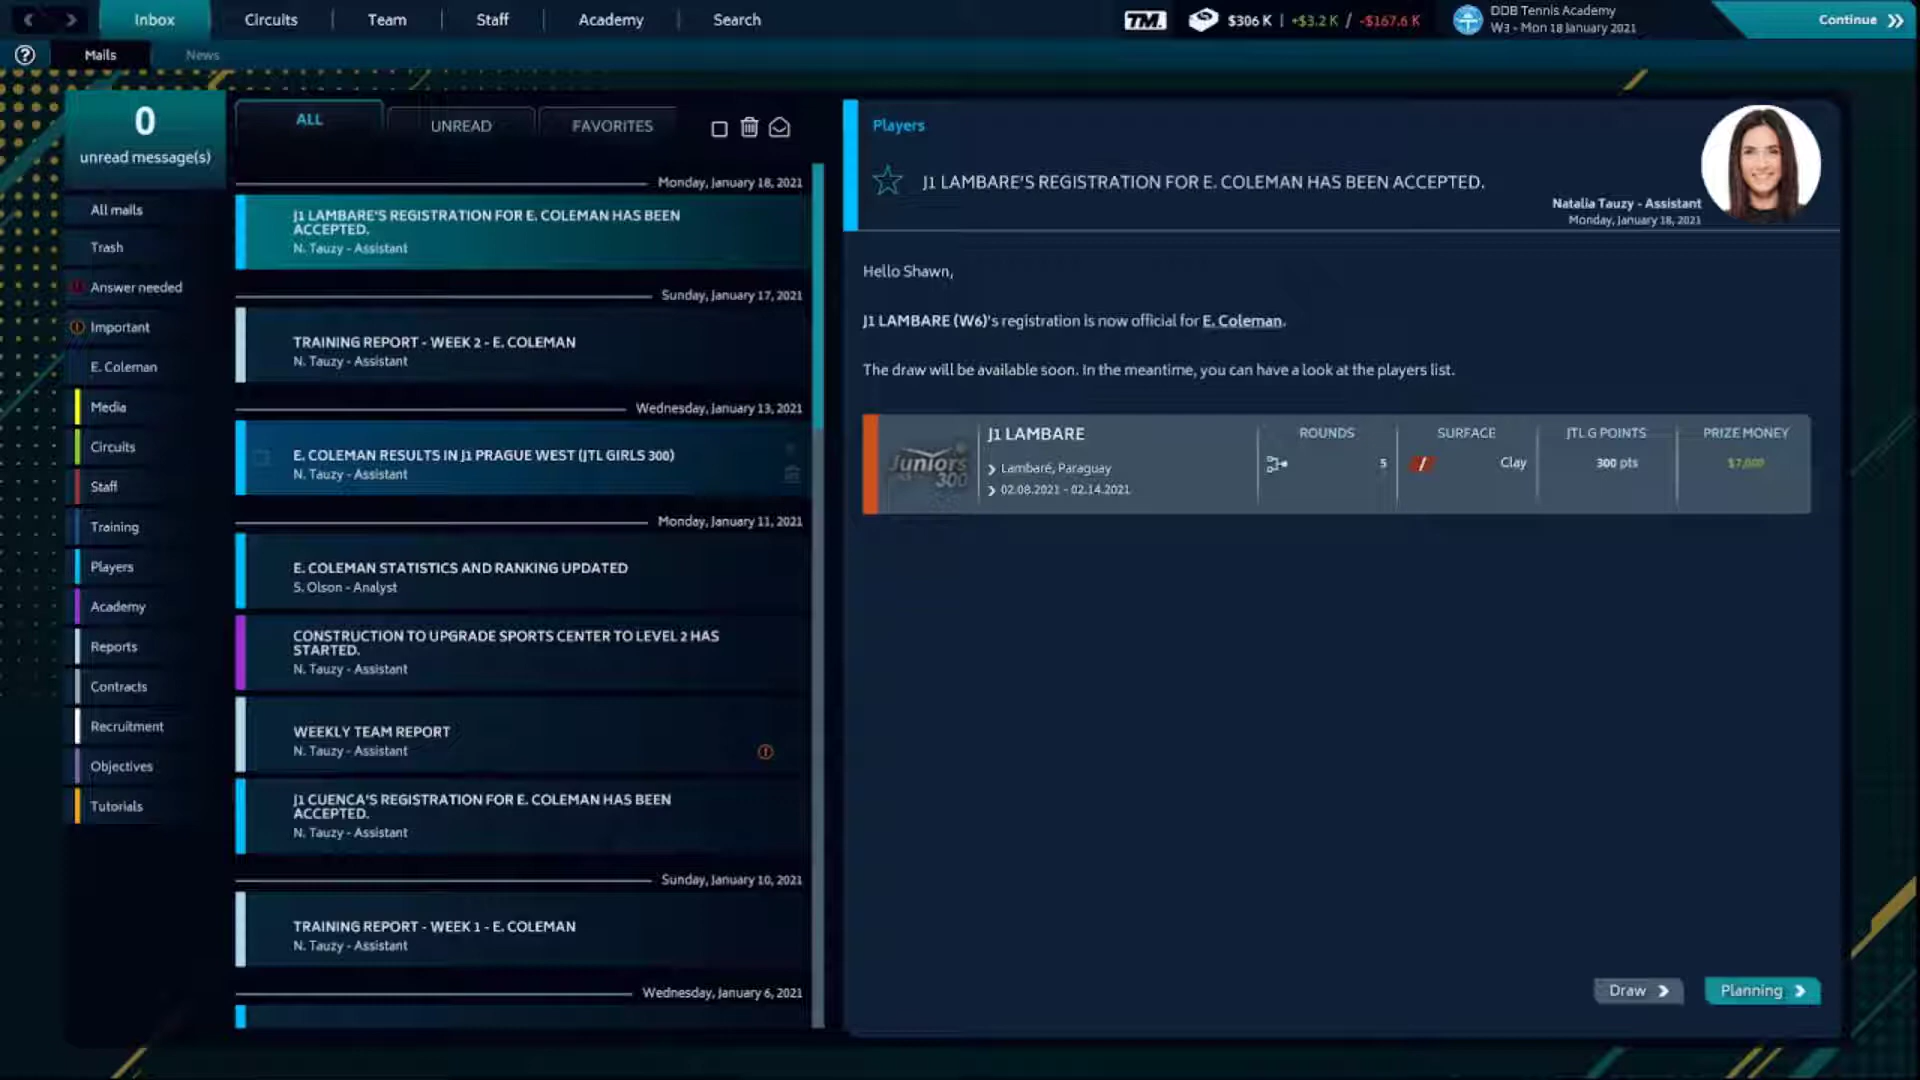 Inbox
Circuits
Team
Staff
Academy
Search
TM.
$306 K | +$3.2 K / -$167.6 K
DDB Tennis Academy
W3 - Mon 18 January 2021
Continue
Mails
News
0
unread message(s)
All mails
Trash
Answer needed
Important
E. Coleman
Media
Circuits
Staff
Training
Players
Academy
Reports
Contracts
Recruitment
Objectives
Tutorials
ALL
UNREAD
FAVORITES
Monday, January 18, 2021
J1 LAMBARE'S REGISTRATION FOR E. COLEMAN HAS BEEN
ACCEPTED.
N. Tauzy - Assistant
Sunday, January 17, 2021
TRAINING REPORT - WEEK 2 - E. COLEMAN
N. Tauzy - Assistant
Wednesday, January 13, 2021
E. COLEMAN RESULTS IN J1 PRAGUE WEST (JTL GIRLS 300)
N. Tauzy - Assistant
Monday, January 11, 2021
E. COLEMAN STATISTICS AND RANKING UPDATED
S. Olson - Analyst
CONSTRUCTION TO UPGRADE SPORTS CENTER TO LEVEL 2 HAS
STARTED.
N. Tauzy - Assistant
WEEKLY TEAM REPORT
N. Tauzy - Assistant
J1 CUENCA'S REGISTRATION FOR E. COLEMAN HAS BEEN
ACCEPTED.
N. Tauzy - Assistant
Sunday, January 10, 2021
TRAINING REPORT - WEEK 1 - E. COLEMAN
N. Tauzy - Assistant
Wednesday, January 6, 2021
Players
J1 LAMBARE'S REGISTRATION FOR E. COLEMAN HAS BEEN ACCEPTED.
Natalia Tauzy - Assistant
Monday, January 18, 2021
Hello Shawn,
J1 LAMBARE (W6)'s registration is now official for E. Coleman.
The draw will be available soon. In the meantime, you can have a look at the players list.
Juniors
300
J1 LAMBARE
Lambaré, Paraguay
02.08.2021 - 02.14.2021
ROUNDS
5
SURFACE
Clay
JTL G POINTS
300 pts
PRIZE MONEY
$7,000
Draw
Planning